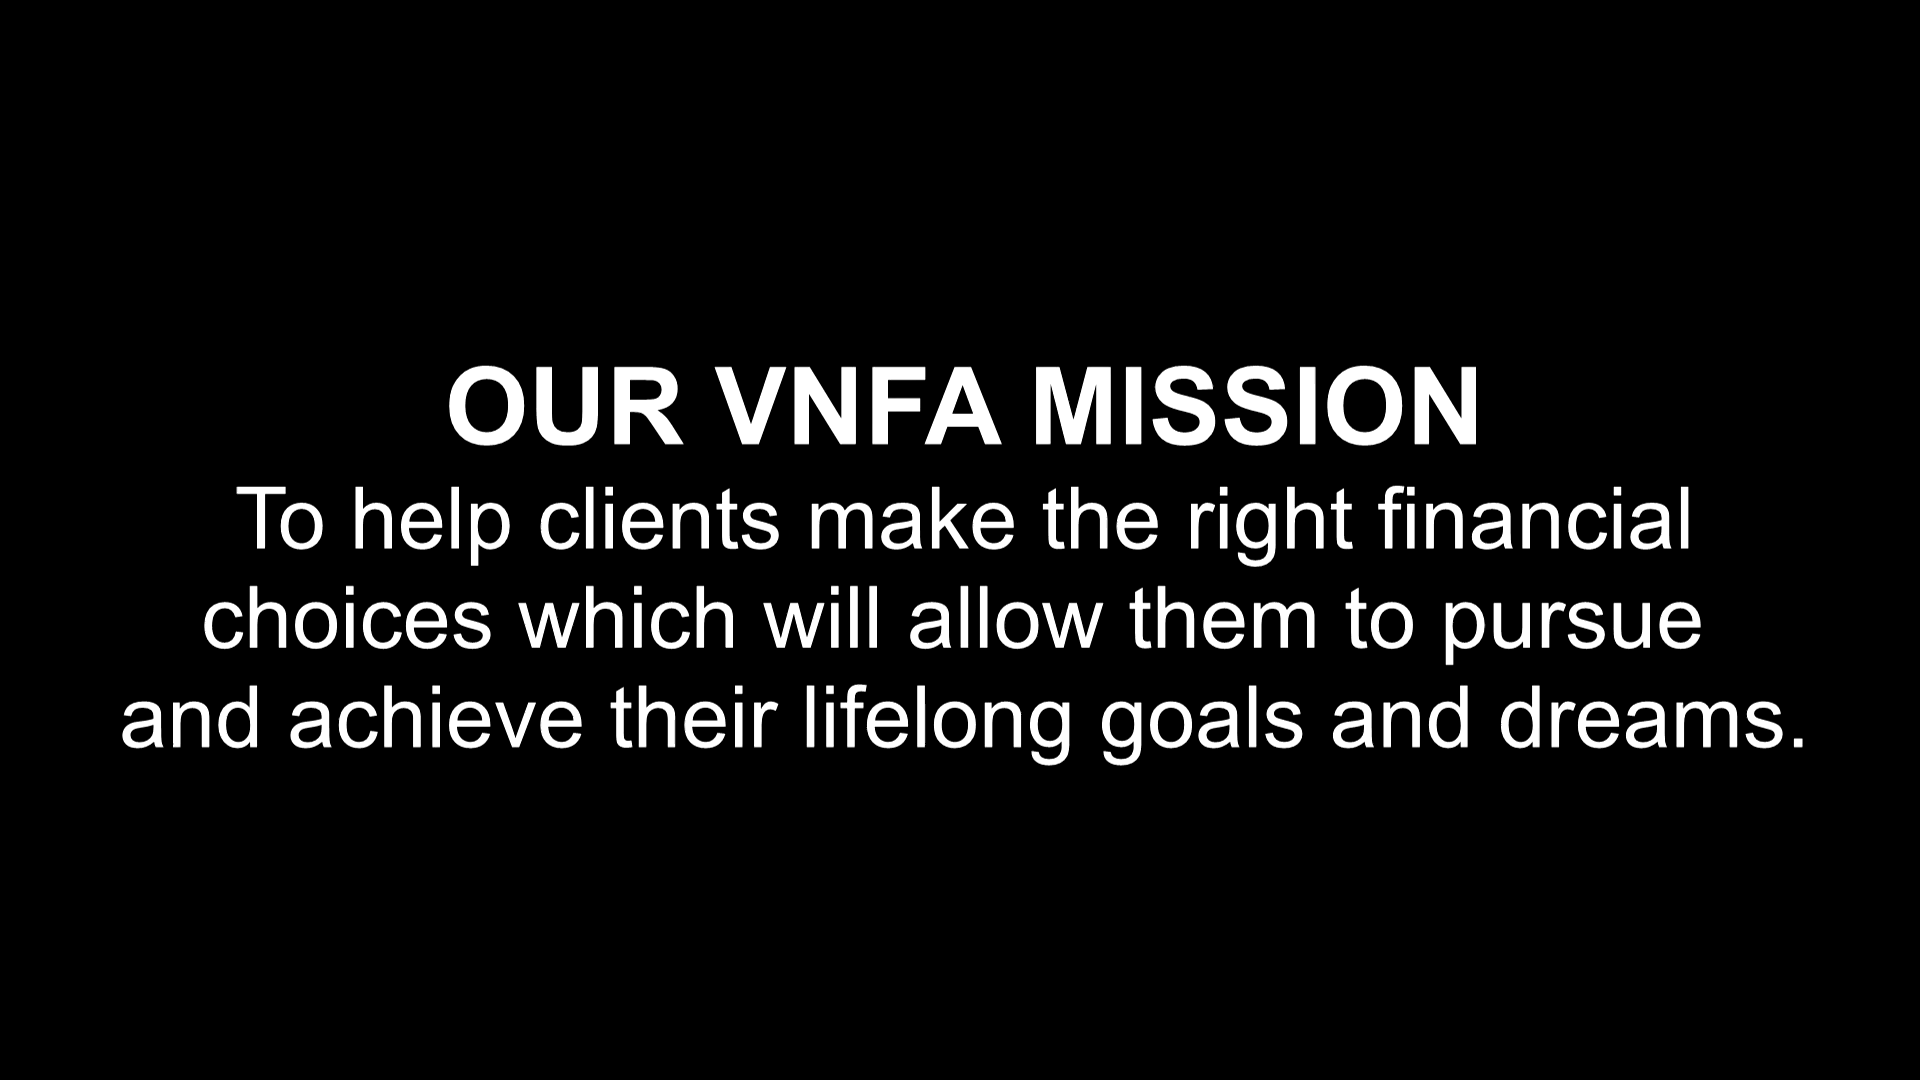 OUR VNFA MISSION
To help clients make the right financial
choices which will allow them to pursue
and achieve their lifelong goals and dreams.